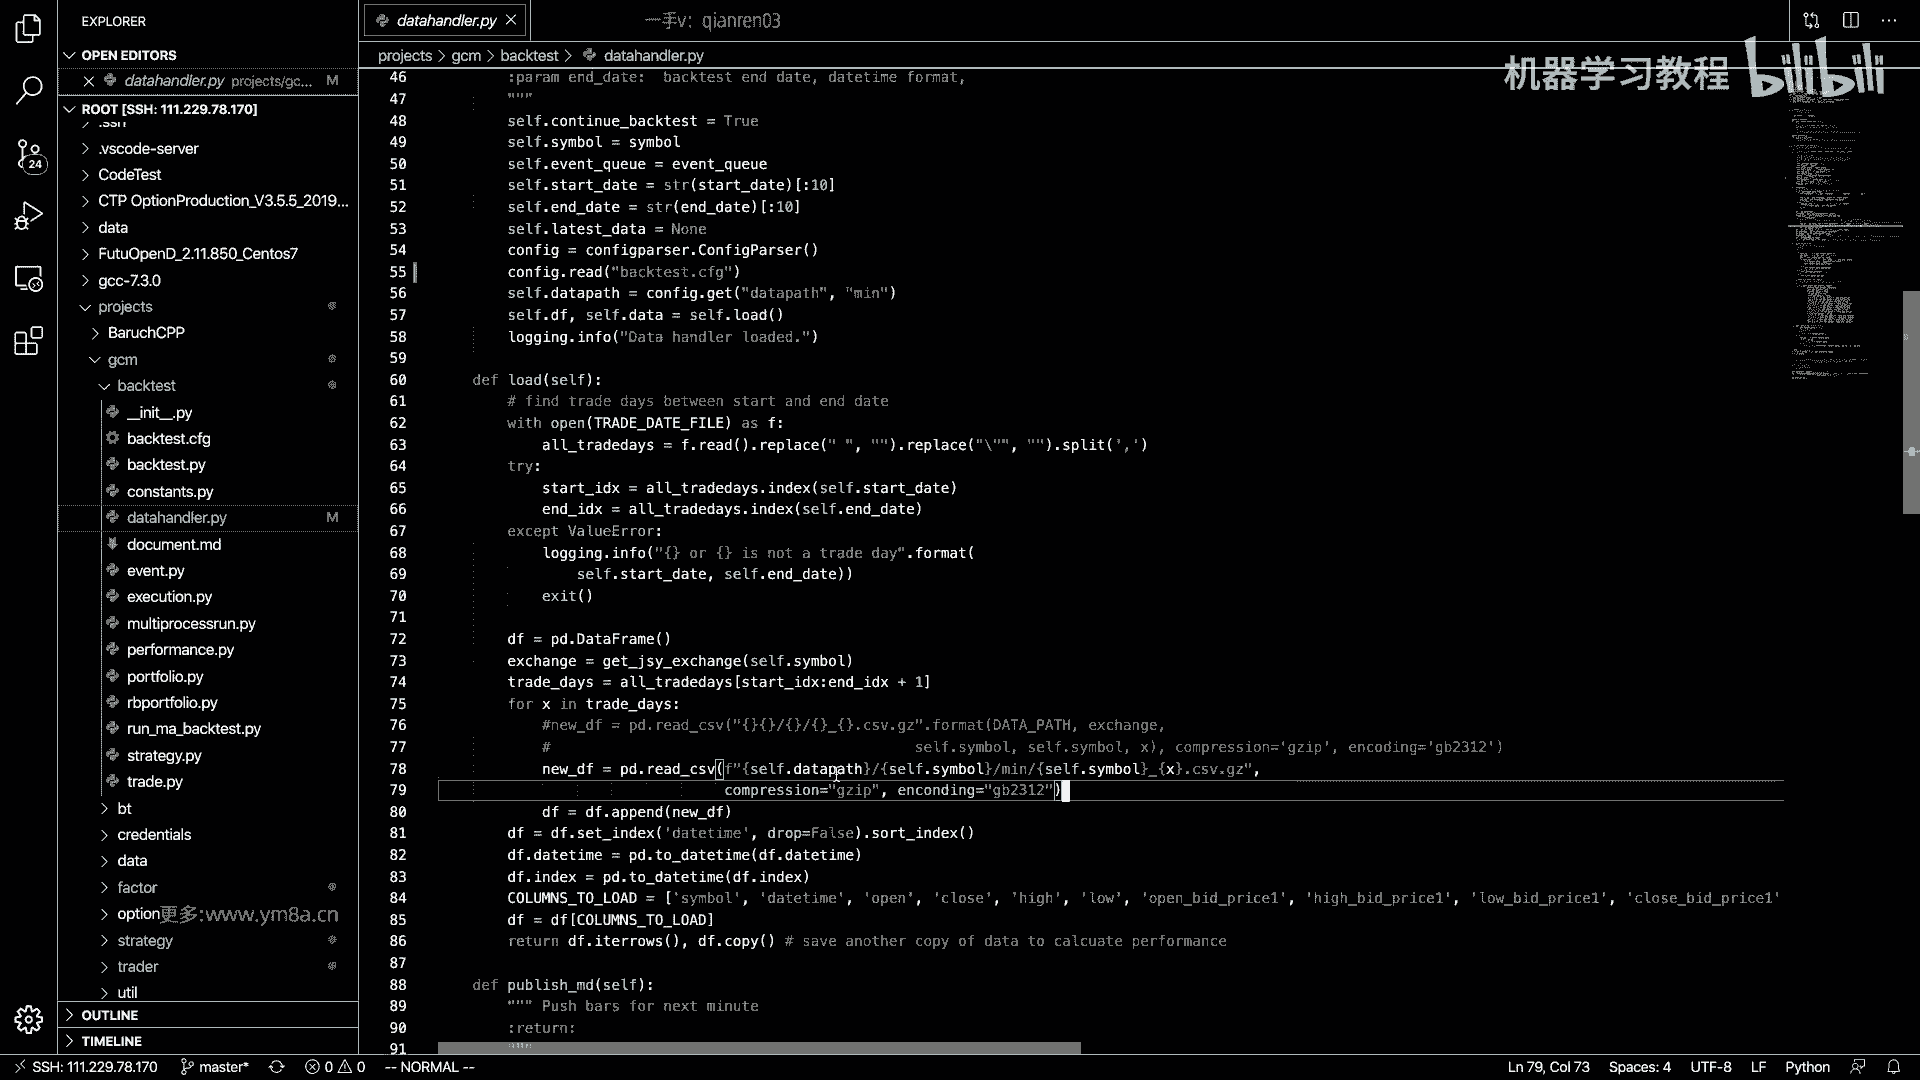 EXPLORER
datahandler.py
一手v: qianren03
OPEN EDITORS
datahandler.py projects/gc... M
projects > gcm > backtest > datahandler.py
机器学习教程 bilibili
ROOT [SSH: 111.229.78.170]
.ssh
.vscode-server
CodeTest
CTP OptionProduction_V3.5.5_2019...
data
FutuOpenD_2.11.850_Centos7
gcc-7.3.0
projects
BaruchCPP
gcm
backtest
__init__.py
backtest.cfg
backtest.py
constants.py
datahandler.py M
document.md
event.py
execution.py
multiprocessrun.py
performance.py
portfolio.py
rbportfolio.py
run_ma_backtest.py
strategy.py
trade.py
bt
credentials
data
factor
option更多:www.ym8a.cn
strategy
trader
util
OUTLINE
TIMELINE
24
46 :param end_date:  backtest end date, datetime format,
47 """
48 self.continue_backtest = True
49 self.symbol = symbol
50 self.event_queue = event_queue
51 self.start_date = str(start_date)[:10]
52 self.end_date = str(end_date)[:10]
53 self.latest_data = None
54 config = configparser.ConfigParser()
55 config.read("backtest.cfg")
56 self.datapath = config.get("datapath", "min")
57 self.df, self.data = self.load()
58 logging.info("Data handler loaded.")
59
60 def load(self):
61 # find trade days between start and end date
62 with open(TRADE_DATE_FILE) as f:
63 all_tradedays = f.read().replace(" ", "").replace("\"", "").split(',')
64 try:
65 start_idx = all_tradedays.index(self.start_date)
66 end_idx = all_tradedays.index(self.end_date)
67 except ValueError:
68 logging.info("{} or {} is not a trade day".format(
69 self.start_date, self.end_date))
70 exit()
71
72 df = pd.DataFrame()
73 exchange = get_jsy_exchange(self.symbol)
74 trade_days = all_tradedays[start_idx:end_idx + 1]
75 for x in trade_days:
76 #new_df = pd.read_csv("{}{}/{}/{}_{}.csv.gz".format(DATA_PATH, exchange,
77 # self.symbol, self.symbol, x), compression='gzip', encoding='gb2312')
78 new_df = pd.read_csv(f"{self.datapath}/{self.symbol}/min/{self.symbol}_{x}.csv.gz",
79 compression="gzip", enconding="gb2312")
80 df = df.append(new_df)
81 df = df.set_index('datetime', drop=False).sort_index()
82 df.datetime = pd.to_datetime(df.datetime)
83 df.index = pd.to_datetime(df.index)
84 COLUMNS_TO_LOAD = ['symbol', 'datetime', 'open', 'close', 'high', 'low', 'open_bid_price1', 'high_bid_price1', 'low_bid_price1', 'close_bid_price1'
85 df = df[COLUMNS_TO_LOAD]
86 return df.iterrows(), df.copy() # save another copy of data to calcuate performance
87
88 def publish_md(self):
89 """ Push bars for next minute
90 :return:
91 """
SSH: 111.229.78.170 master* 0 0 -- NORMAL -- Ln 79, Col 73 Spaces: 4 UTF-8 LF Python